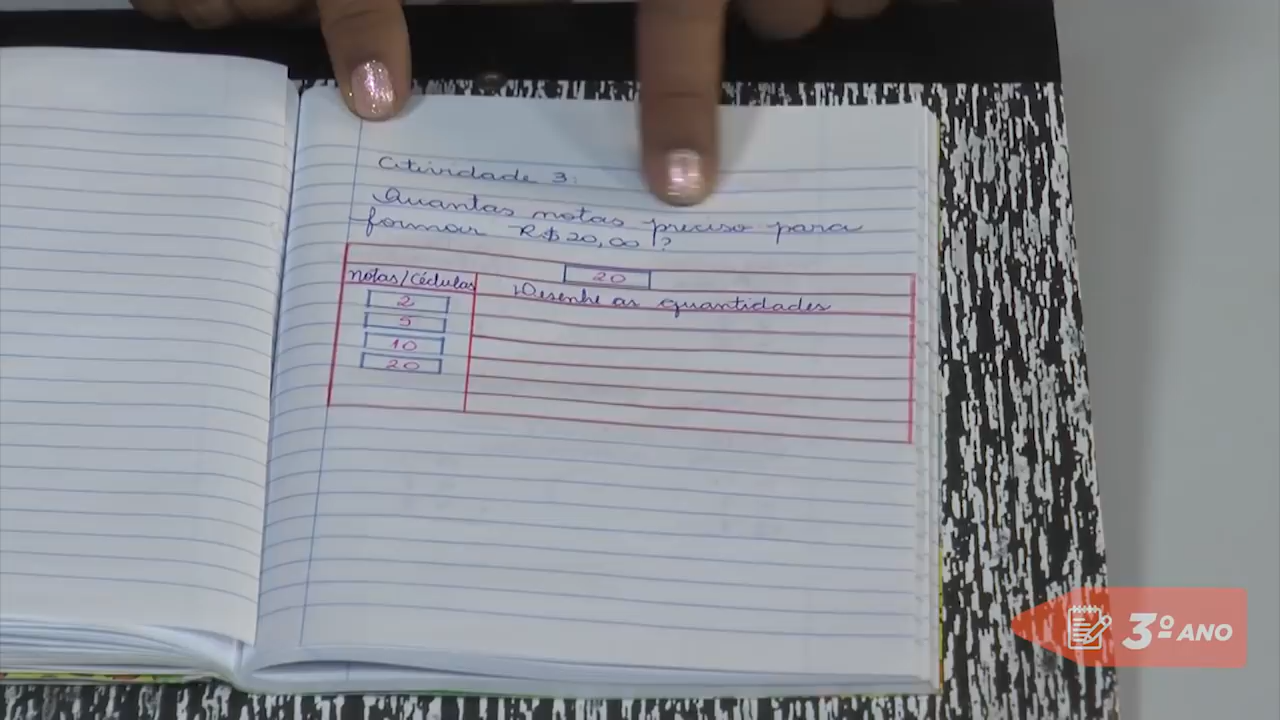 Atividade 3:
Quantas notas preciso para
formar R$ 20,00?
20
Notas/Cédulas
Desenhe as quantidades
2
5
10
20
3º ANO